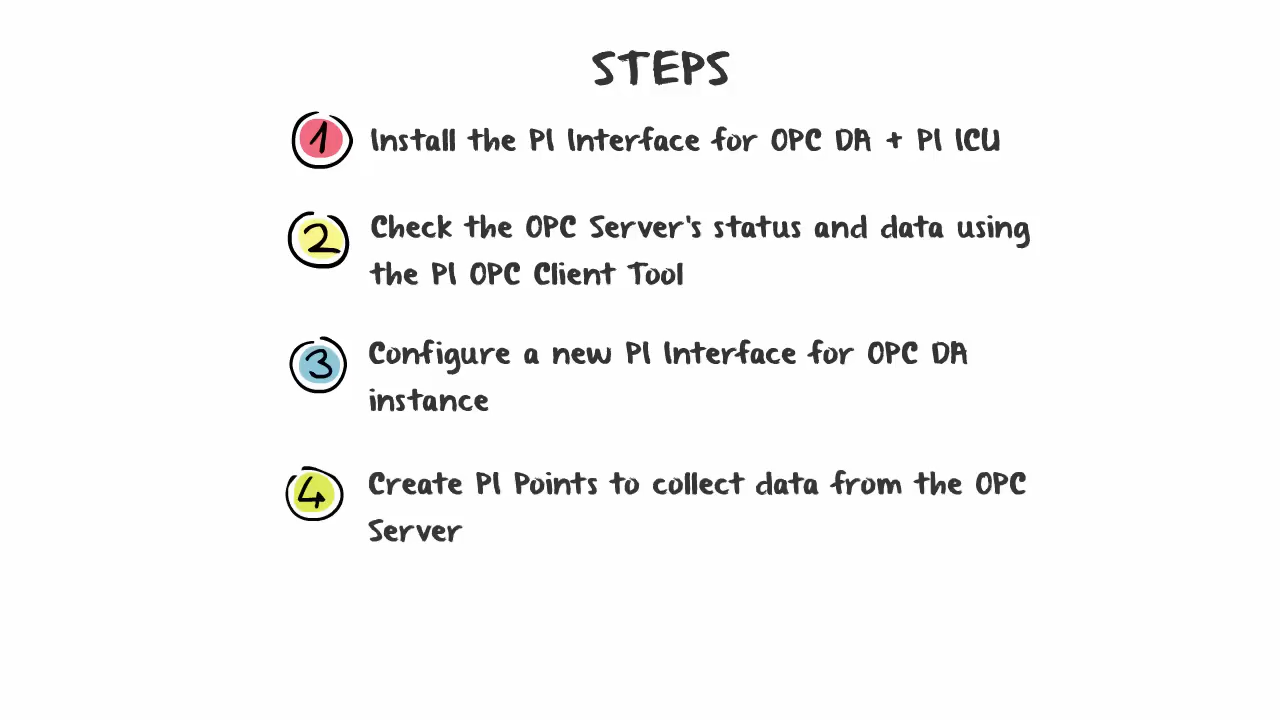 STEPS
1 Install the PI Interface for OPC DA + PI ICU
2 Check the OPC Server's status and data using
the PI OPC Client Tool
3 Configure a new PI Interface for OPC DA
instance
4 Create PI Points to collect data from the OPC
Server